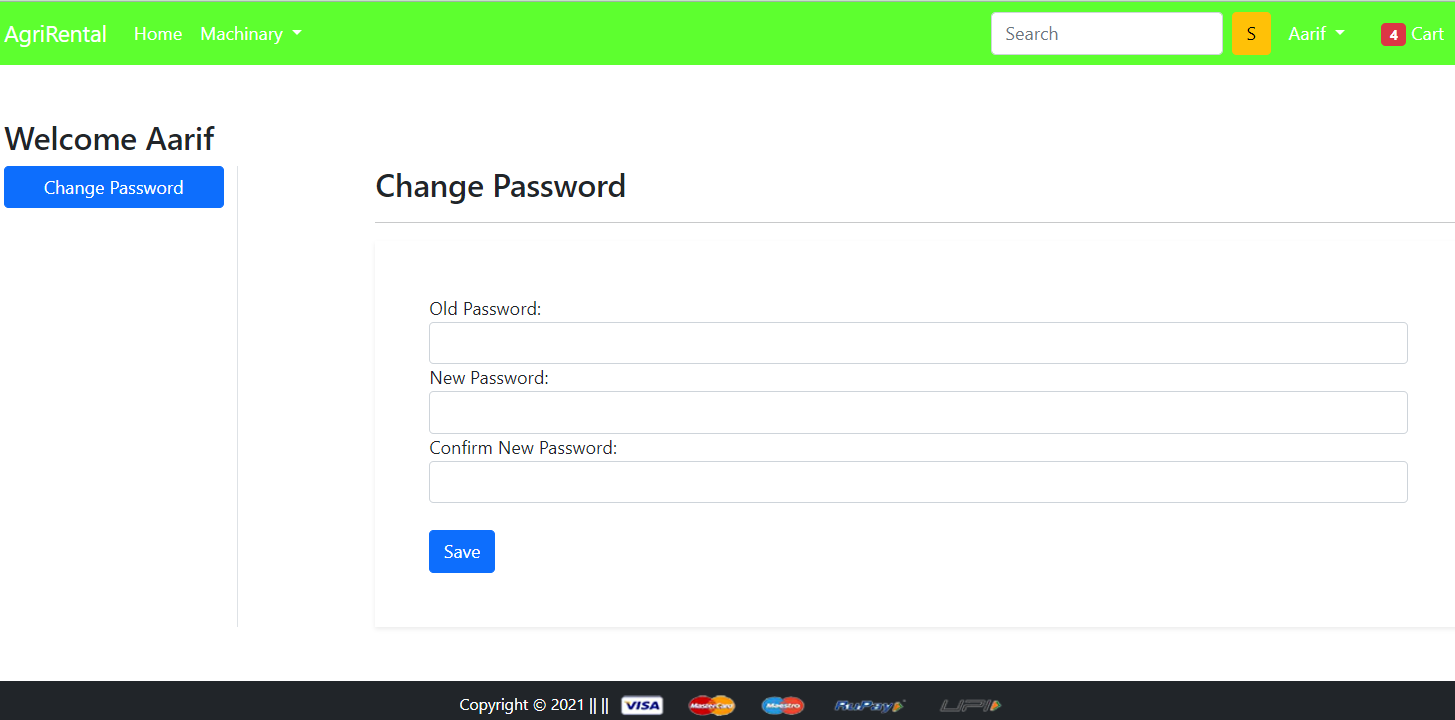 AgriRental Home Machinary Search S Aarif 4 Cart
Welcome Aarif
Change Password
Change Password
Old Password:
New Password:
Confirm New Password:
Save
Copyright © 2021 || || VISA MasterCard Maestro RuPay UPI